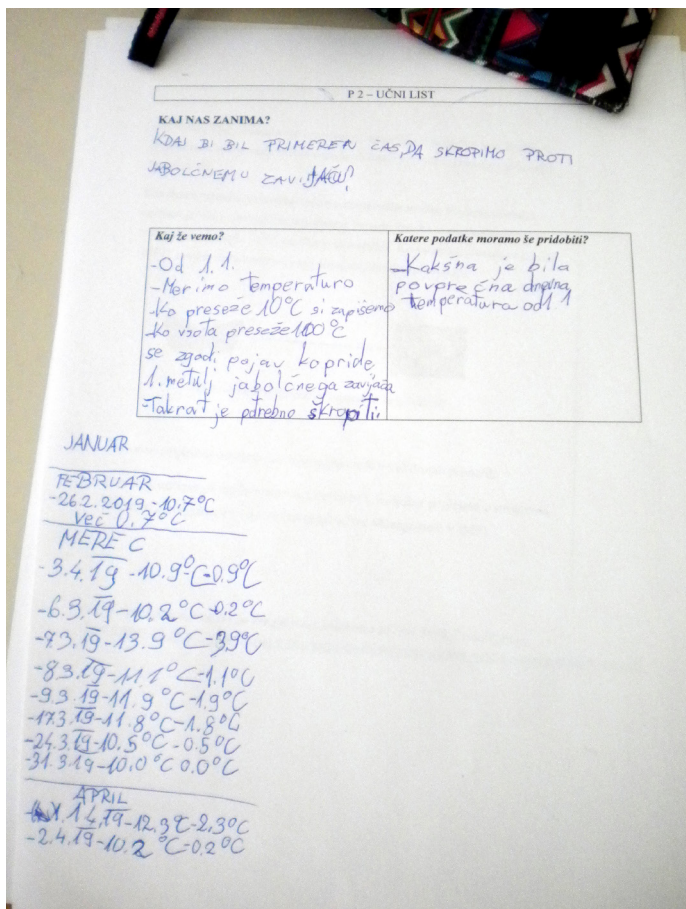 P 2 – UČNI LIST
KAJ NAS ZANIMA?
KDAJ BI BIL PRIMEREN ČAS, DA ŠKROPIMO PROTI
JABOLČNEMU ZAVIJAČU?
Kaj že vemo?
-Od 1.1.
-Merimo temperaturo
-Ko preseže 10°C si zapišemo
-Ko vsota preseže 100°C
se zgodi pojav ko pride
1. metulj jabolčnega zavijača
-Takrat je potrebno škropiti.
Katere podatke moramo še pridobiti?
-Kakšna je bila
povprečna dnevna
temperatura od 1.1
JANUAR
FEBRUAR
-26.2.2019-10.7°C
več 0.7°C
MEREC
-3.4.19-10.9°C-0.9°C
-6.3.19-10.2°C-0.2°C
-7.3.19-13.9°C-3.9°C
-8.3.19-11.1°C-1.1°C
-9.3.19-11.9°C-1.9°C
-17.3.19-11.8°C-1.8°C
-24.3.19-10.5°C-0.5°C
-31.3.19-10.0°C 0.0°C
APRIL
1.4.19-12.3°C-2.3°C
-2.4.19-10.2°C-0.2°C